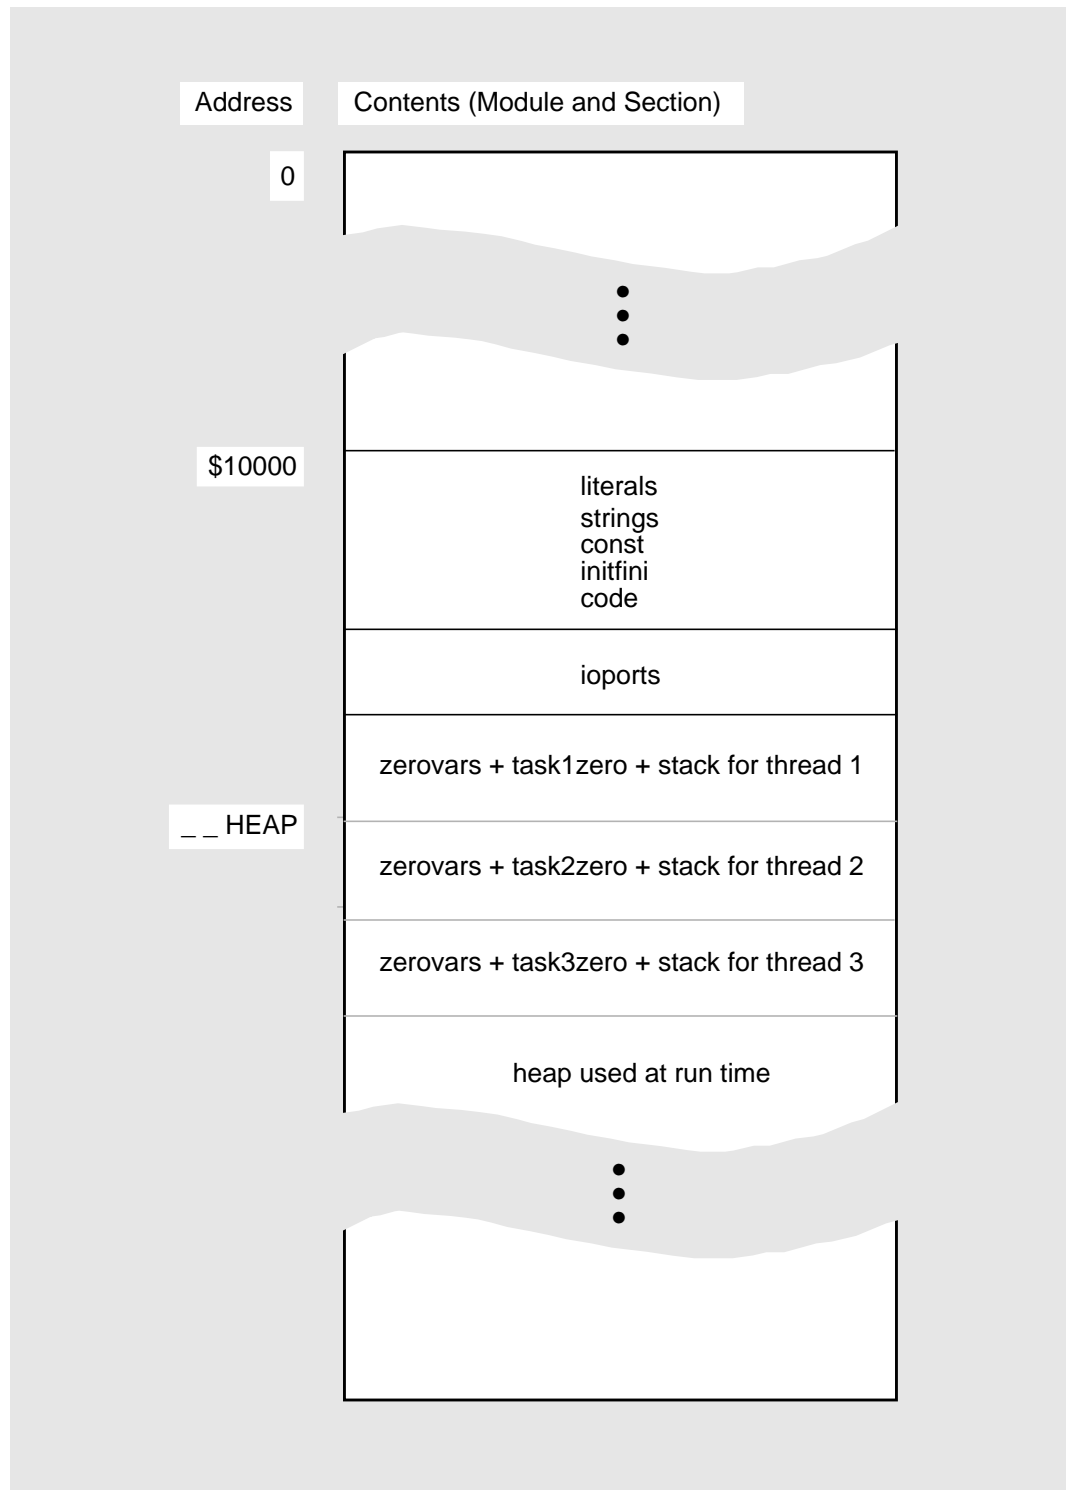 Address Contents (Module and Section)
0
$10000
literals
strings
const
initfini
code
ioports
zerovars + task1zero + stack for thread 1
_ _ HEAP
zerovars + task2zero + stack for thread 2
zerovars + task3zero + stack for thread 3
heap used at run time